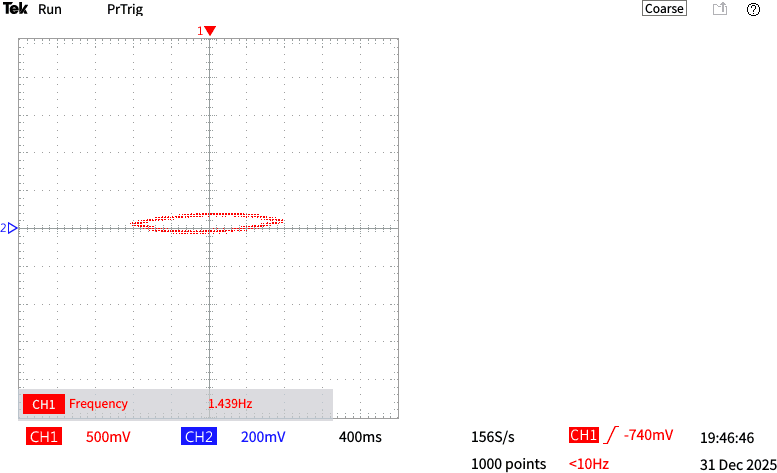 Tek Run PrTrig Coarse ?
1
2
CH1 Frequency 1.439Hz
CH1 500mV CH2 200mV 400ms 156S/s CH1 -740mV 19:46:46
1000 points <10Hz 31 Dec 2025